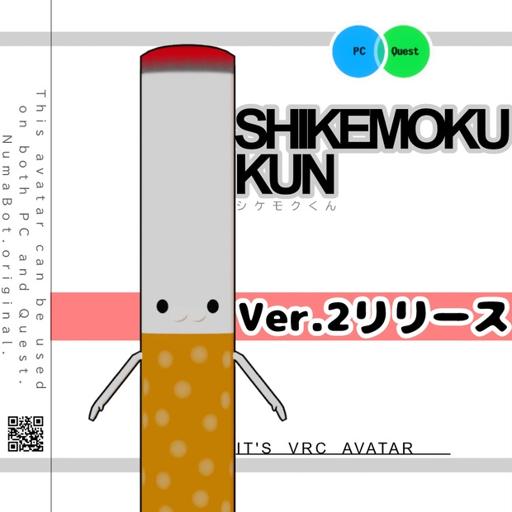 PC
Quest
SHIKEMOKU
KUN
シケモクくん
Ver.2リリース
IT'S VRC AVATAR
This avatar can be used
on both PC and Quest.
NumaBot.original.